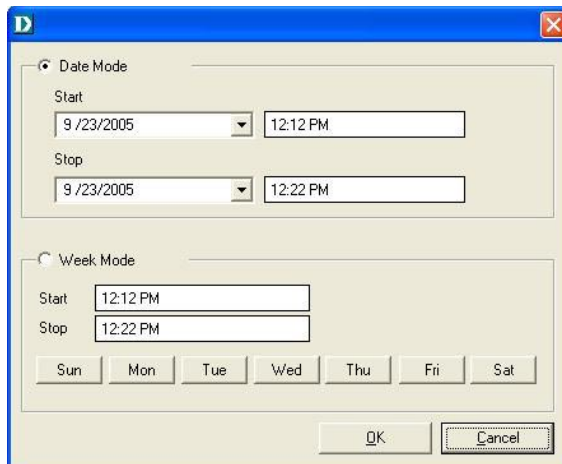 D
Date Mode
Start
9 /23/2005 12:12 PM
Stop
9 /23/2005 12:22 PM
Week Mode
Start 12:12 PM
Stop 12:22 PM
Sun Mon Tue Wed Thu Fri Sat
OK Cancel